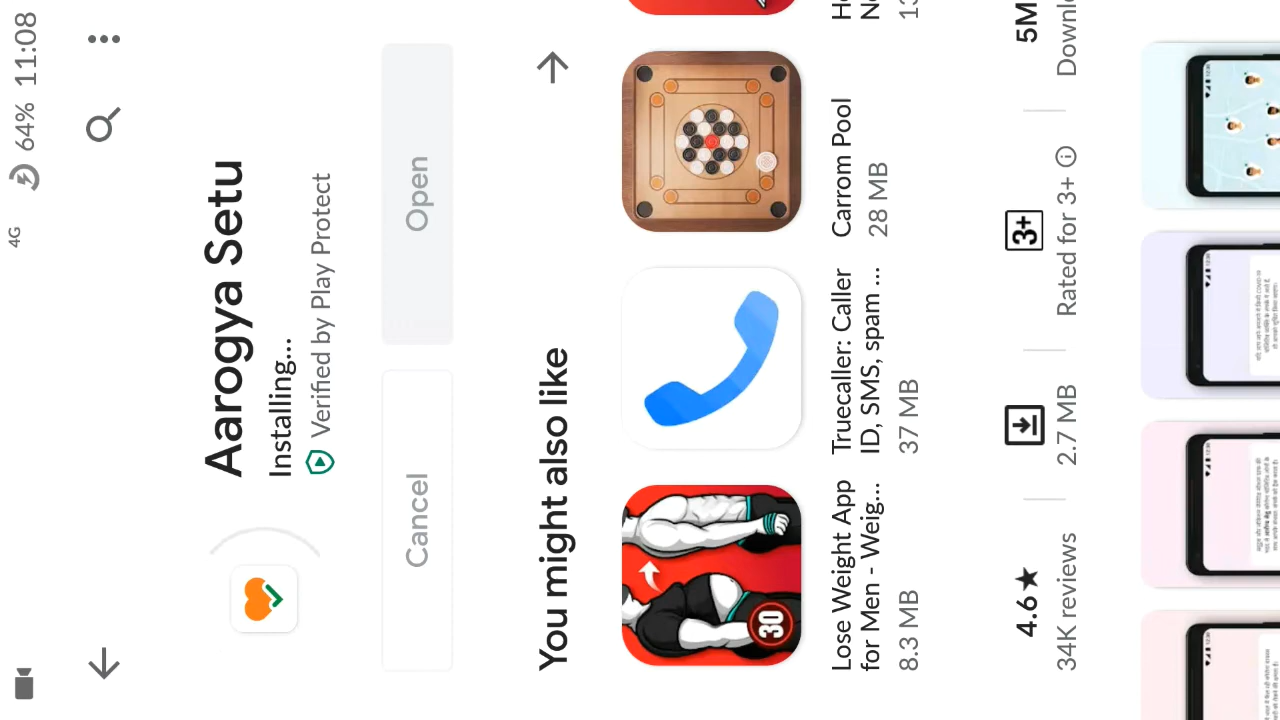 4G 64% 11:08
Aarogya Setu
Installing...
Verified by Play Protect
Cancel
Open
You might also like
Lose Weight App
for Men - Weig...
8.3 MB
30
Truecaller: Caller
ID, SMS, spam ...
37 MB
Carrom Pool
28 MB
4.6★
34K reviews
2.7 MB
3+
Rated for 3+
5M